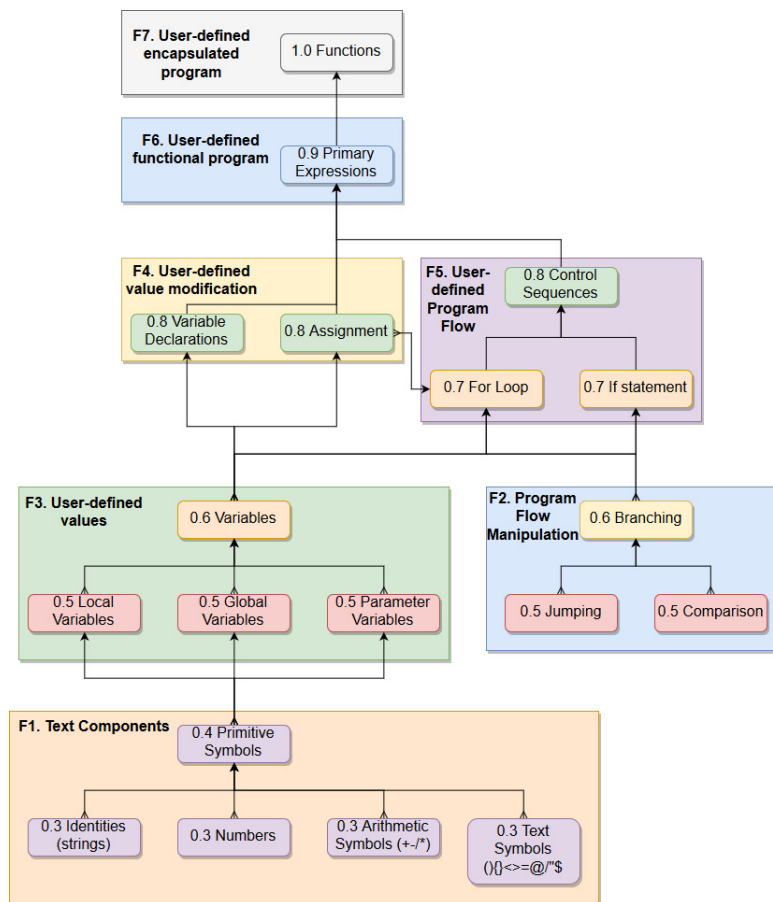 F7. User-defined
encapsulated
program
1.0 Functions
F6. User-defined
functional program
0.9 Primary
Expressions
F4. User-defined
value modification
0.8 Variable
Declarations
0.8 Assignment
F5. User-
defined
Program
Flow
0.8 Control
Sequences
0.7 For Loop
0.7 If statement
F3. User-defined
values
0.6 Variables
0.5 Local
Variables
0.5 Global
Variables
0.5 Parameter
Variables
F2. Program
Flow
Manipulation
0.6 Branching
0.5 Jumping
0.5 Comparison
F1. Text Components
0.4 Primitive
Symbols
0.3 Identities
(strings)
0.3 Numbers
0.3 Arithmetic
Symbols (+-/*)
0.3 Text
Symbols
(){}<>=@/"$